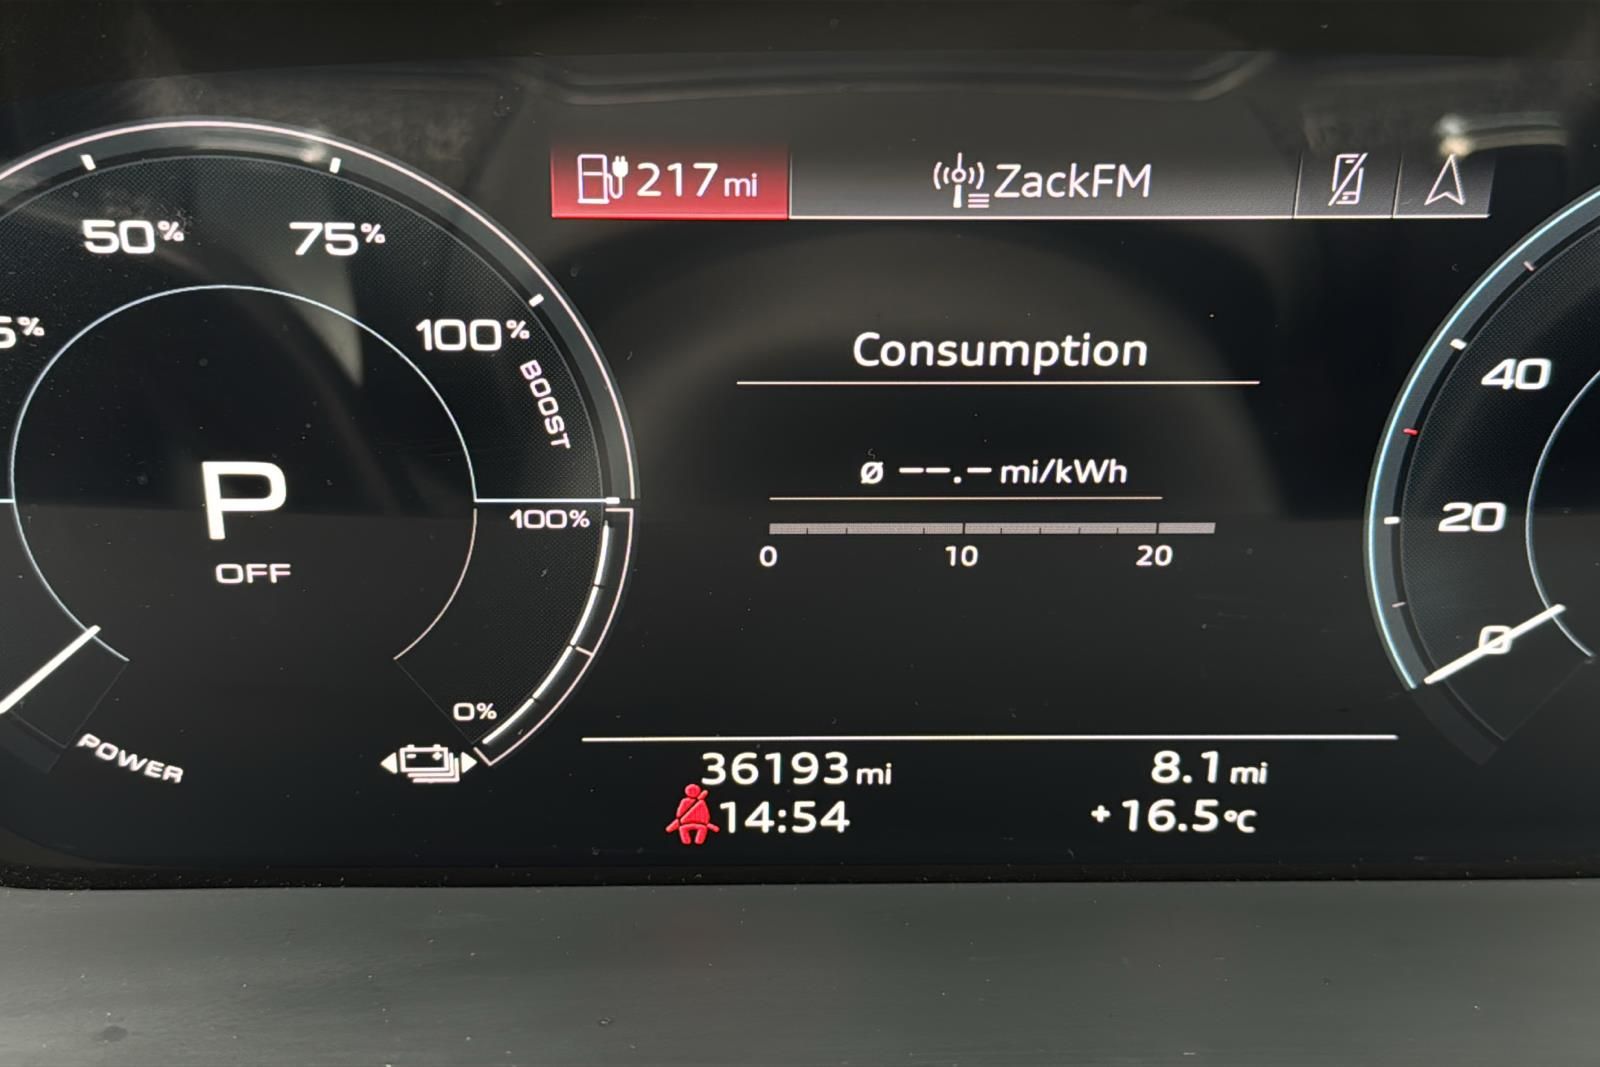 217 mi
ZackFM
50%
75%
5%
100%
BOOST
P
OFF
100%
0%
POWER
Consumption
ø --.- mi/kWh
0 10 20
40
20
0
36193 mi
8.1 mi
14:54
+16.5°C